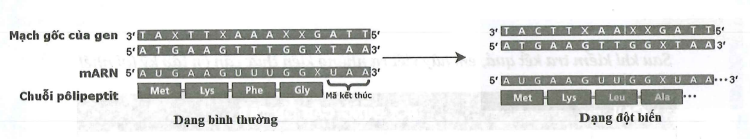 Mạch gốc của gen 3' T A X T T X A A A X X G A T T 5'
5' A T G A A G T T T G G X T A A 3'
mARN 5' A U G A A G U U U G G X U A A 3'
Chuỗi pôlipeptit Met Lys Phe Gly Mã kết thúc
Dạng bình thường
3' T A C T T X A A X X G A T T 5'
5' A T G A A G T T G G X T A A 3'
5' A U G A A G U U G G X U A A ... 3'
Met Lys Leu Ala ...
Dạng đột biến